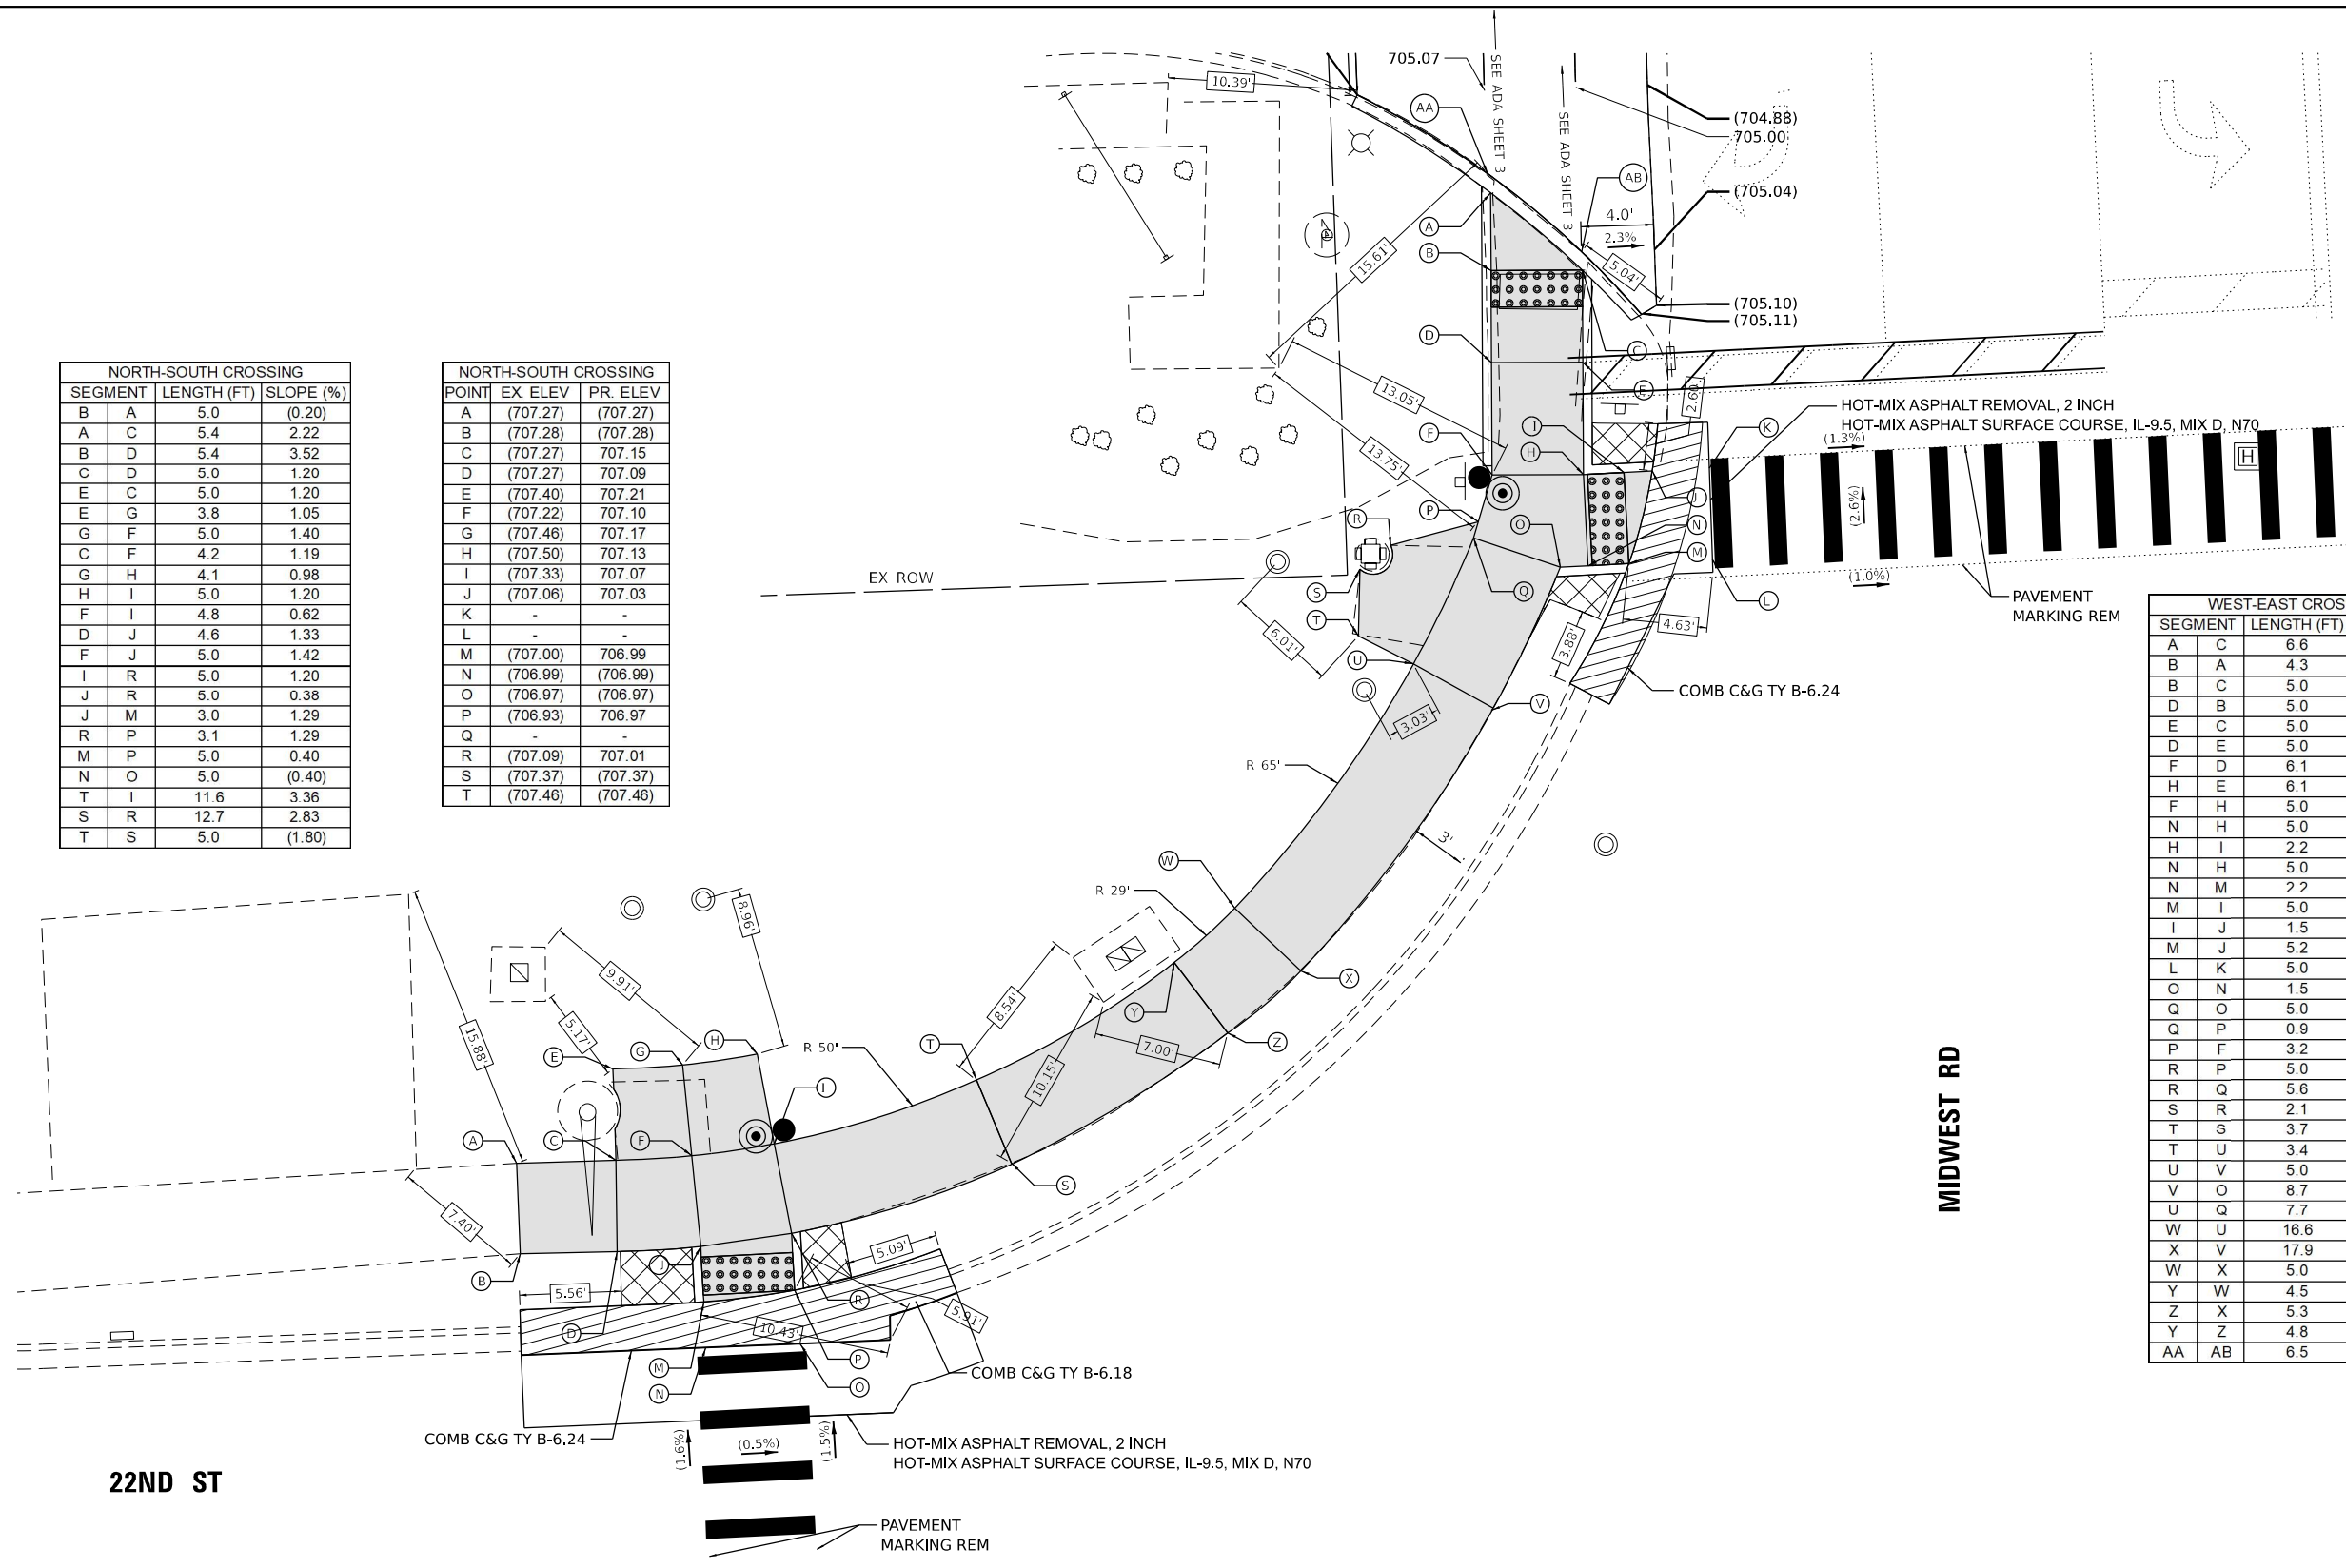 705.07
SEE ADA SHEET 3
SEE ADA SHEET 3
10.39'
AA
(704.88)
705.00
AB
(705.04)
4.0'
2.3%
A
B
15.61'
5.04'
(705.10)
(705.11)
D
C
E
13.05'
2.60'
HOT-MIX ASPHALT REMOVAL, 2 INCH
HOT-MIX ASPHALT SURFACE COURSE, IL-9.5, MIX D, N70
K
F
I
H
(1.3%)
H
13.75'
J
(2.6%)
P
O
R
N
M
(1.0%)
EX ROW
S
Q
L
T
PAVEMENT
MARKING REM
6.01'
3.88'
4.63'
U
COMB C&G TY B-6.24
V
3.03'
R 65'
3'
W
R 29'
X
Y
Z
8.54'
7.00'
10.15'
T
R 50'
S
8.96'
9.91'
5.17'
15.88'
E
G
H
I
A
C
F
7.40'
B
J
5.56'
5.09'
R
5.91'
D
10.43'
M
P
N
O
COMB C&G TY B-6.18
COMB C&G TY B-6.24
(1.6%)
(0.5%)
(1.5%)
HOT-MIX ASPHALT REMOVAL, 2 INCH
HOT-MIX ASPHALT SURFACE COURSE, IL-9.5, MIX D, N70
PAVEMENT
MARKING REM
22ND ST
MIDWEST RD
NORTH-SOUTH CROSSING
SEGMENT LENGTH (FT) SLOPE (%)
B A 5.0 (0.20)
A C 5.4 2.22
B D 5.4 3.52
C D 5.0 1.20
E C 5.0 1.20
E G 3.8 1.05
G F 5.0 1.40
C F 4.2 1.19
G H 4.1 0.98
H I 5.0 1.20
F I 4.8 0.62
D J 4.6 1.33
F J 5.0 1.42
I R 5.0 1.20
J R 5.0 0.38
J M 3.0 1.29
R P 3.1 1.29
M P 5.0 0.40
N O 5.0 (0.40)
T I 11.6 3.36
S R 12.7 2.83
T S 5.0 (1.80)
NORTH-SOUTH CROSSING
POINT EX. ELEV PR. ELEV
A (707.27) (707.27)
B (707.28) (707.28)
C (707.27) 707.15
D (707.27) 707.09
E (707.40) 707.21
F (707.22) 707.10
G (707.46) 707.17
H (707.50) 707.13
I (707.33) 707.07
J (707.06) 707.03
K - -
L - -
M (707.00) 706.99
N (706.99) (706.99)
O (706.97) (706.97)
P (706.93) 706.97
Q - -
R (707.09) 707.01
S (707.37) (707.37)
T (707.46) (707.46)
WEST-EAST CROS
SEGMENT LENGTH (FT)
A C 6.6
B A 4.3
B C 5.0
D B 5.0
E C 5.0
D E 5.0
F D 6.1
H E 6.1
F H 5.0
N H 5.0
H I 2.2
N H 5.0
N M 2.2
M I 5.0
I J 1.5
M J 5.2
L K 5.0
O N 1.5
Q O 5.0
Q P 0.9
P F 3.2
R P 5.0
R Q 5.6
S R 2.1
T S 3.7
T U 3.4
U V 5.0
V O 8.7
U Q 7.7
W U 16.6
X V 17.9
W X 5.0
Y W 4.5
Z X 5.3
Y Z 4.8
AA AB 6.5